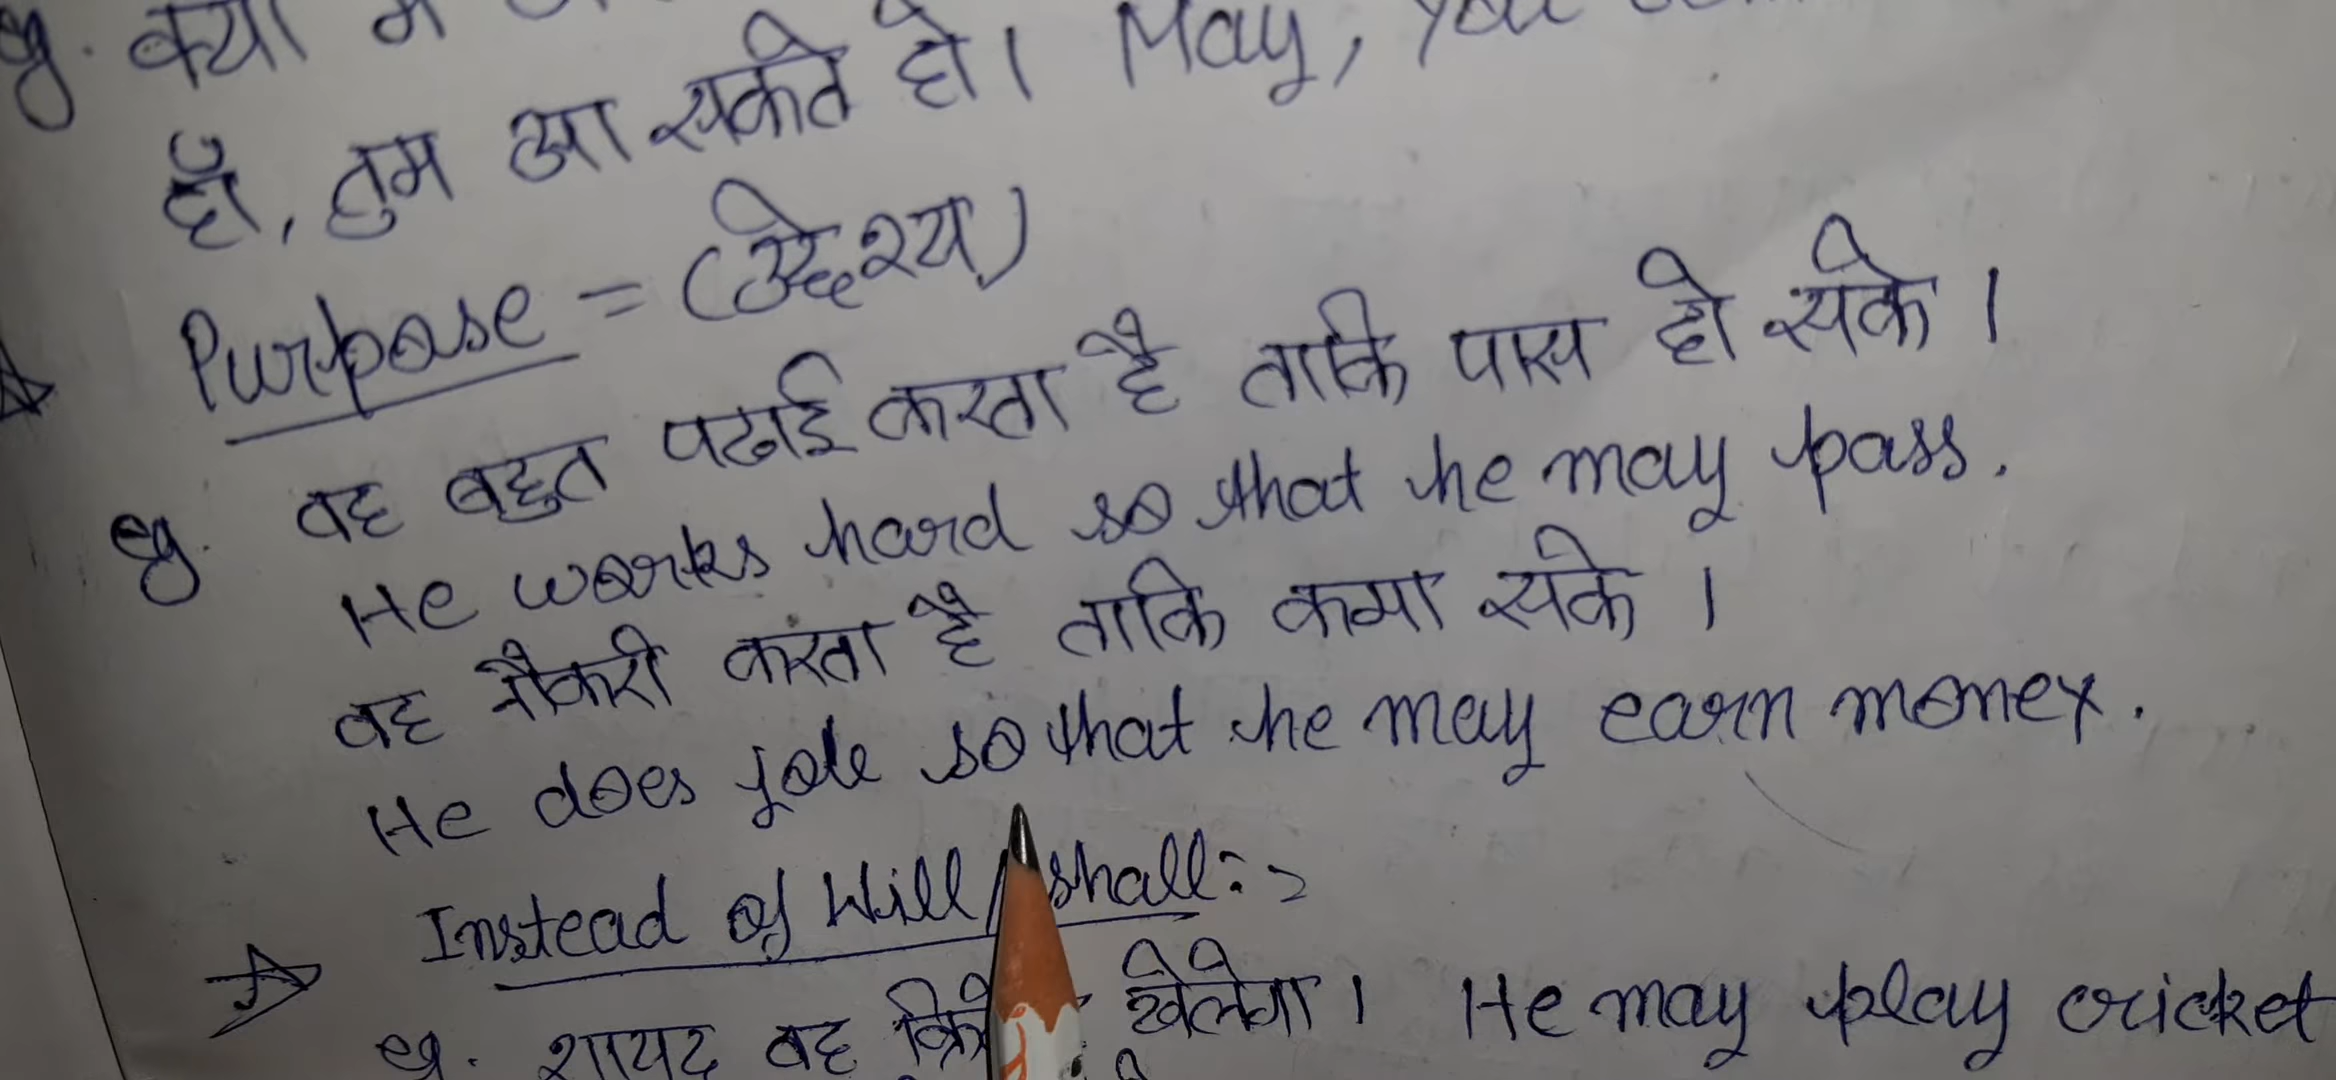 eg. क्या मैं
हाँ, तुम आ सकते हो। May, you
Purpose = (उद्देश्य)
eg. वह बहुत पढाई करता है ताकि पास हो सके।
He works hard so that he may pass.
वह नौकरी करता है ताकि कमा सके।
He does job so that he may earn money.
Instead of Will/shall:->
eg. शायद वह खेलेगा। He may play cricket